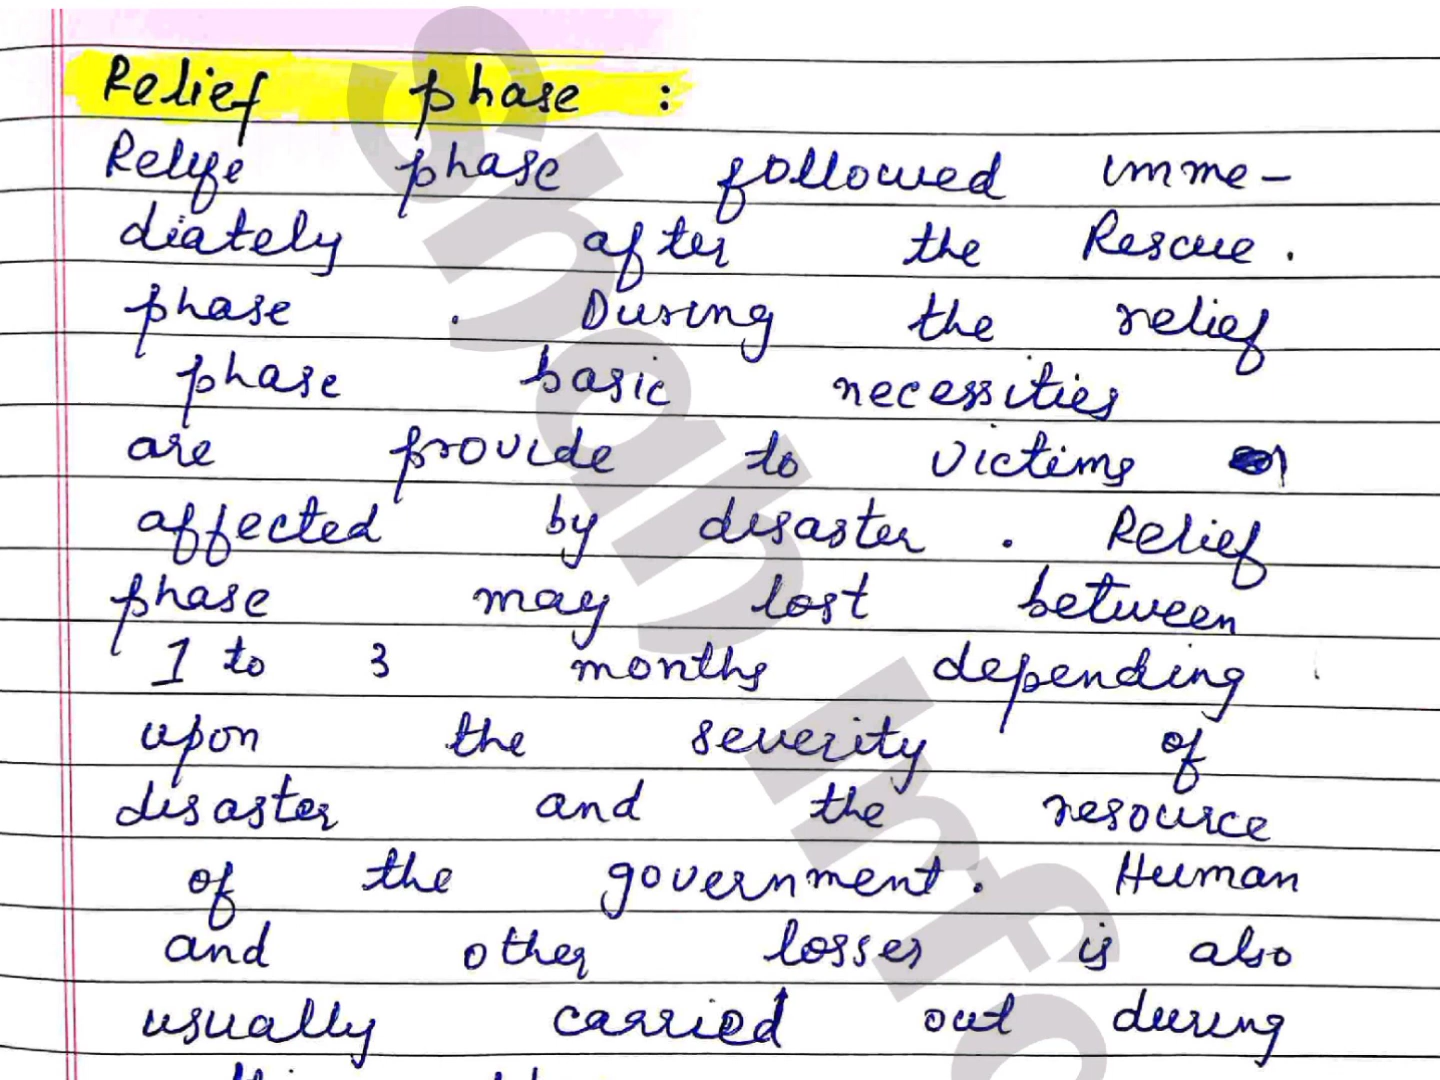 Relief phase :
Relife phase followed imme-
diately after the Rescue.
phase . During the relief
phase basic necessities
are provide to victims
affected by disaster . Relief
phase may lost between
1 to 3 months depending
upon the severity of
disaster and the resource
of the government. Human
and other losses is also
usually carried out during